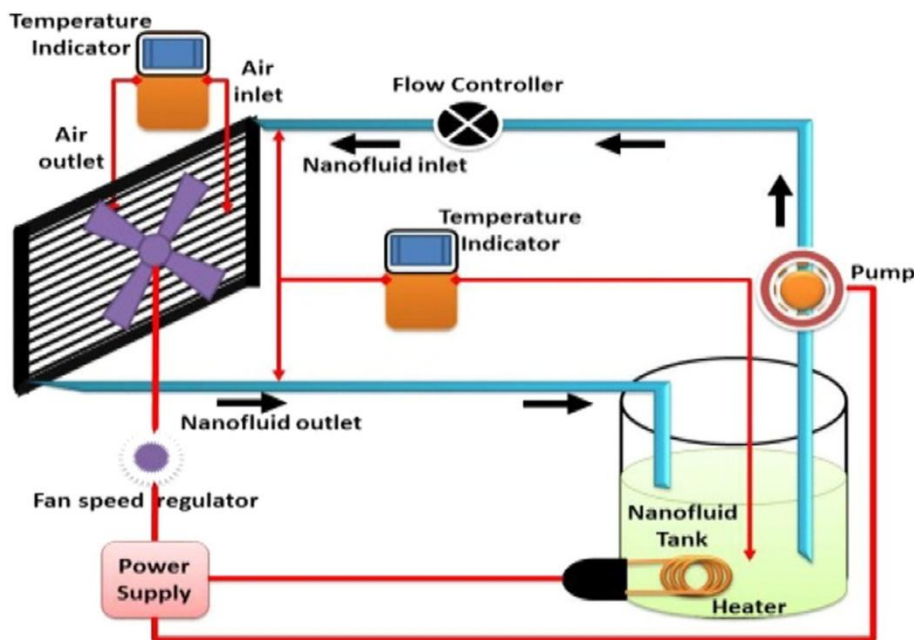 Temperature
Indicator
Air
inlet
Air
outlet
Flow Controller
Nanofluid inlet
Temperature
Indicator
Pump
Nanofluid outlet
Fan speed regulator
Nanofluid
Tank
Power
Supply
Heater